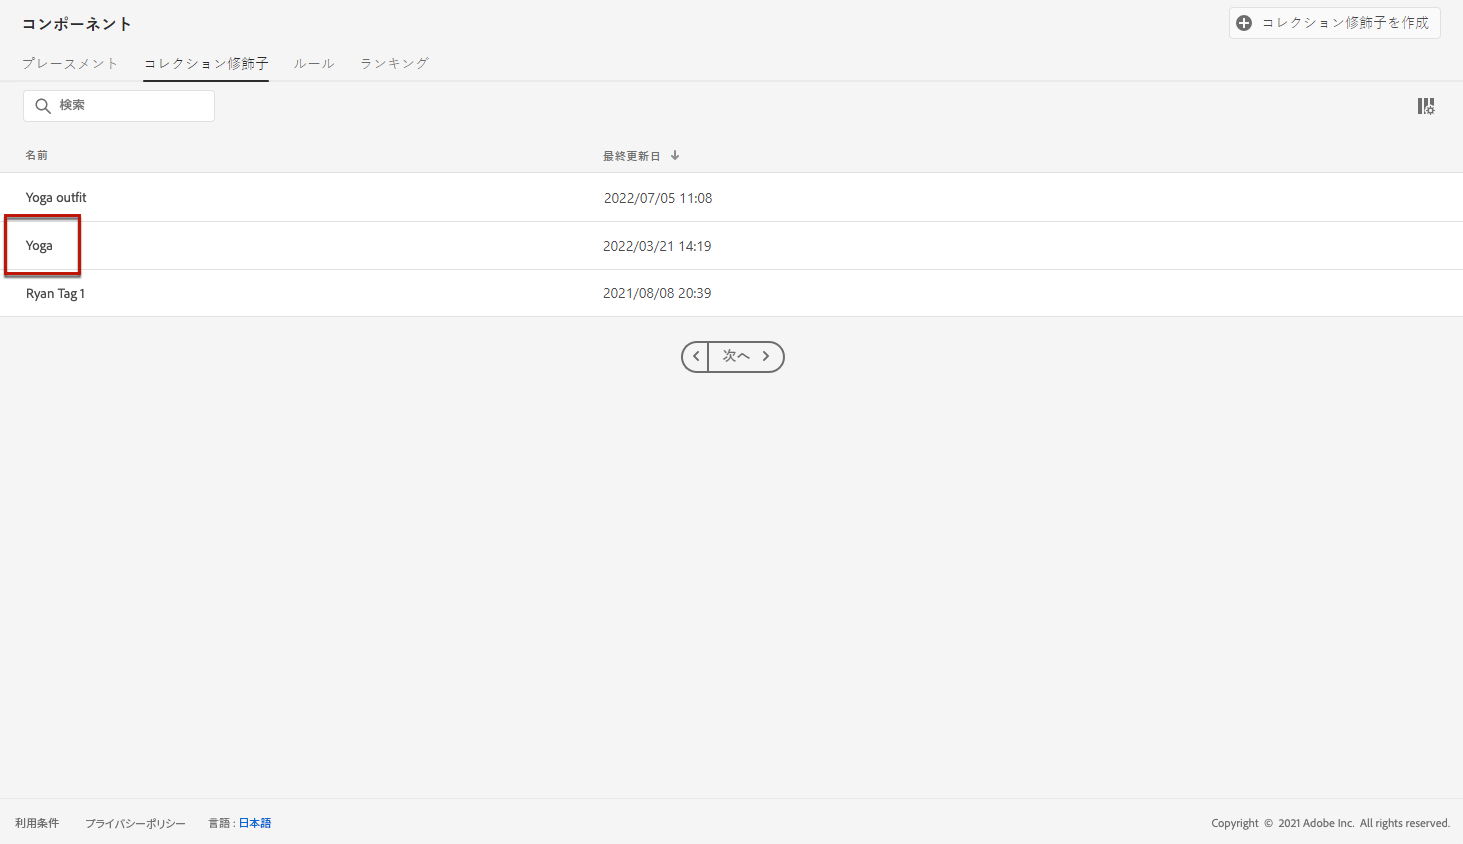 コンポーネント
コレクション修飾子を作成
プレースメント コレクション修飾子 ルール ランキング
検索
名前 最終更新日
Yoga outfit 2022/07/05 11:08
Yoga 2022/03/21 14:19
Ryan Tag 1 2021/08/08 20:39
次へ
利用条件 プライバシーポリシー 言語 : 日本語 Copyright © 2021 Adobe Inc. All rights reserved.